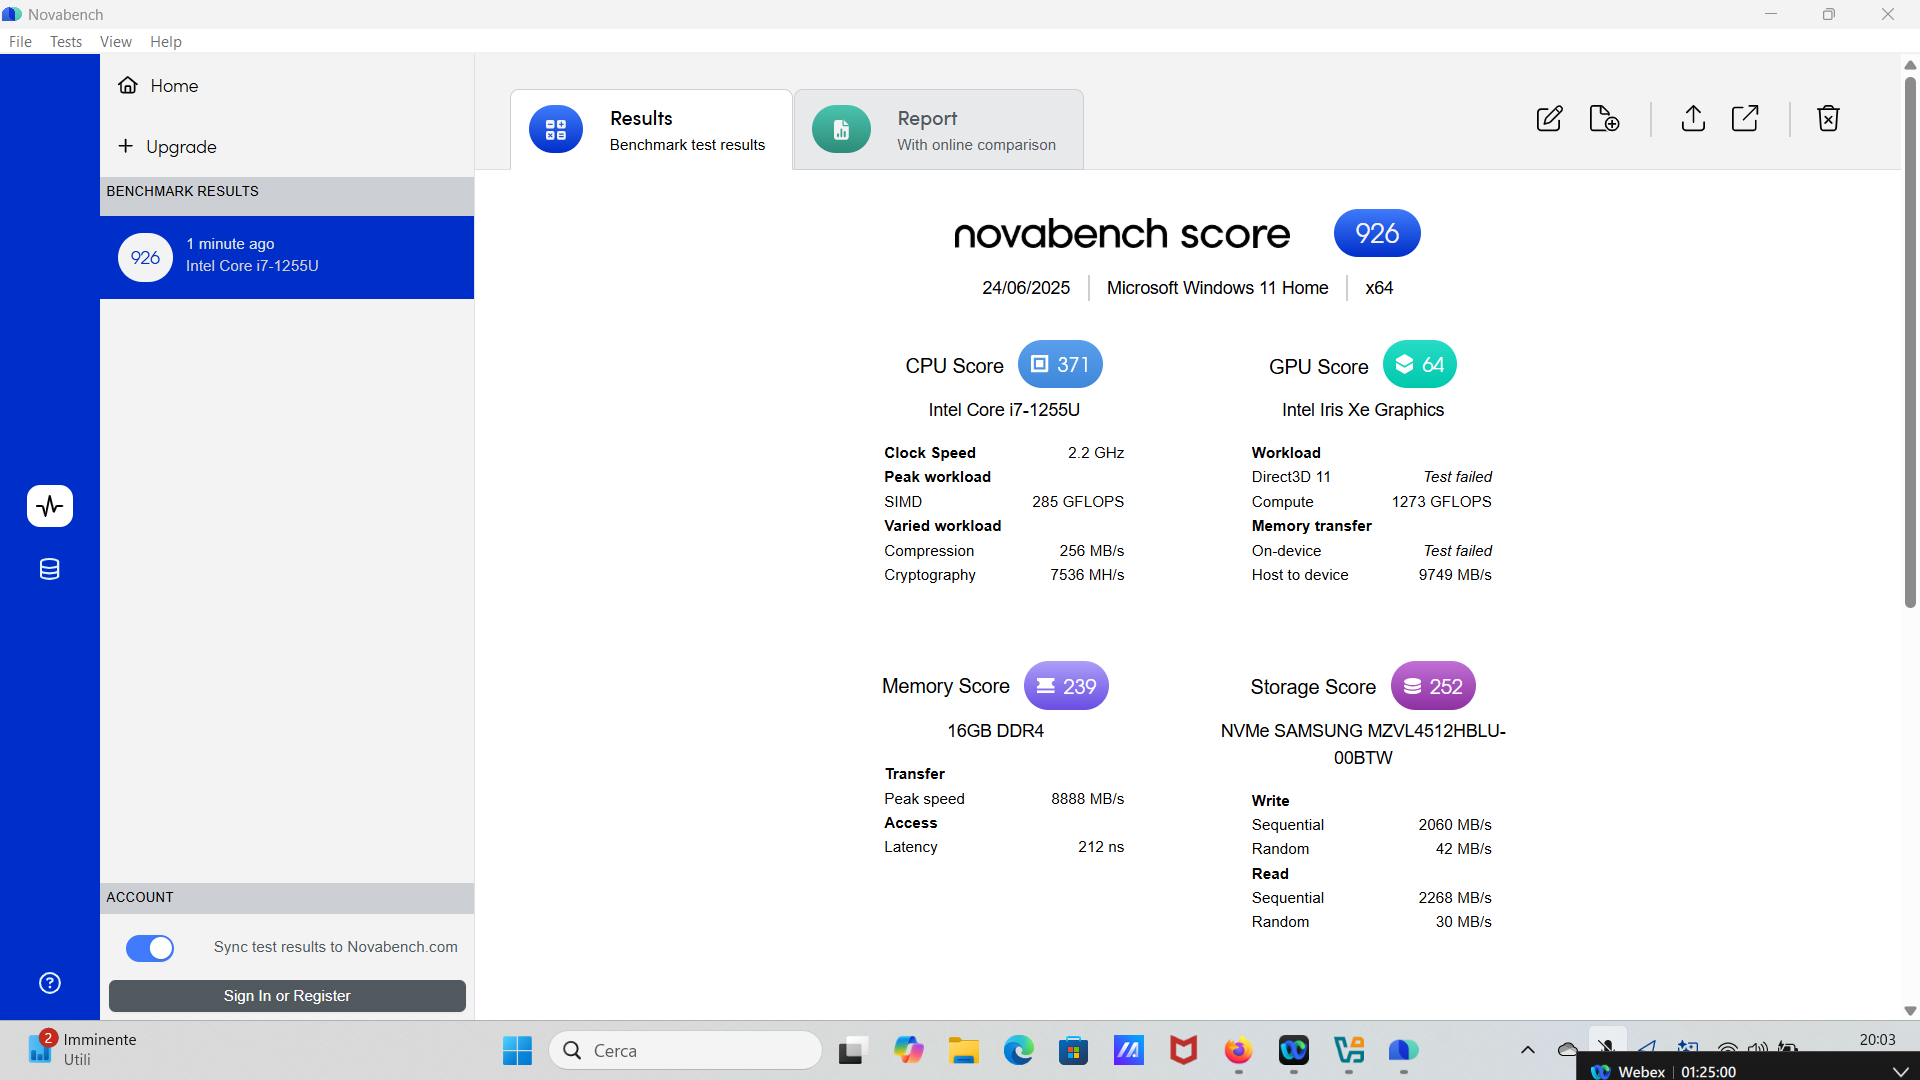 Novabench
File Tests View Help
Home
Upgrade
BENCHMARK RESULTS
926
1 minute ago
Intel Core i7-1255U
Results
Benchmark test results
Report
With online comparison
novabench score 926
24/06/2025 Microsoft Windows 11 Home x64
CPU Score 371
Intel Core i7-1255U
Clock Speed 2.2 GHz
Peak workload
SIMD 285 GFLOPS
Varied workload
Compression 256 MB/s
Cryptography 7536 MH/s
GPU Score 64
Intel Iris Xe Graphics
Workload
Direct3D 11 Test failed
Compute 1273 GFLOPS
Memory transfer
On-device Test failed
Host to device 9749 MB/s
Memory Score 239
16GB DDR4
Transfer
Peak speed 8888 MB/s
Access
Latency 212 ns
Storage Score 252
NVMe SAMSUNG MZVL4512HBLU-
00BTW
Write
Sequential 2060 MB/s
Random 42 MB/s
Read
Sequential 2268 MB/s
Random 30 MB/s
ACCOUNT
Sync test results to Novabench.com
Sign In or Register
2
Imminente
Utili
Cerca
20:03
Webex 01:25:00